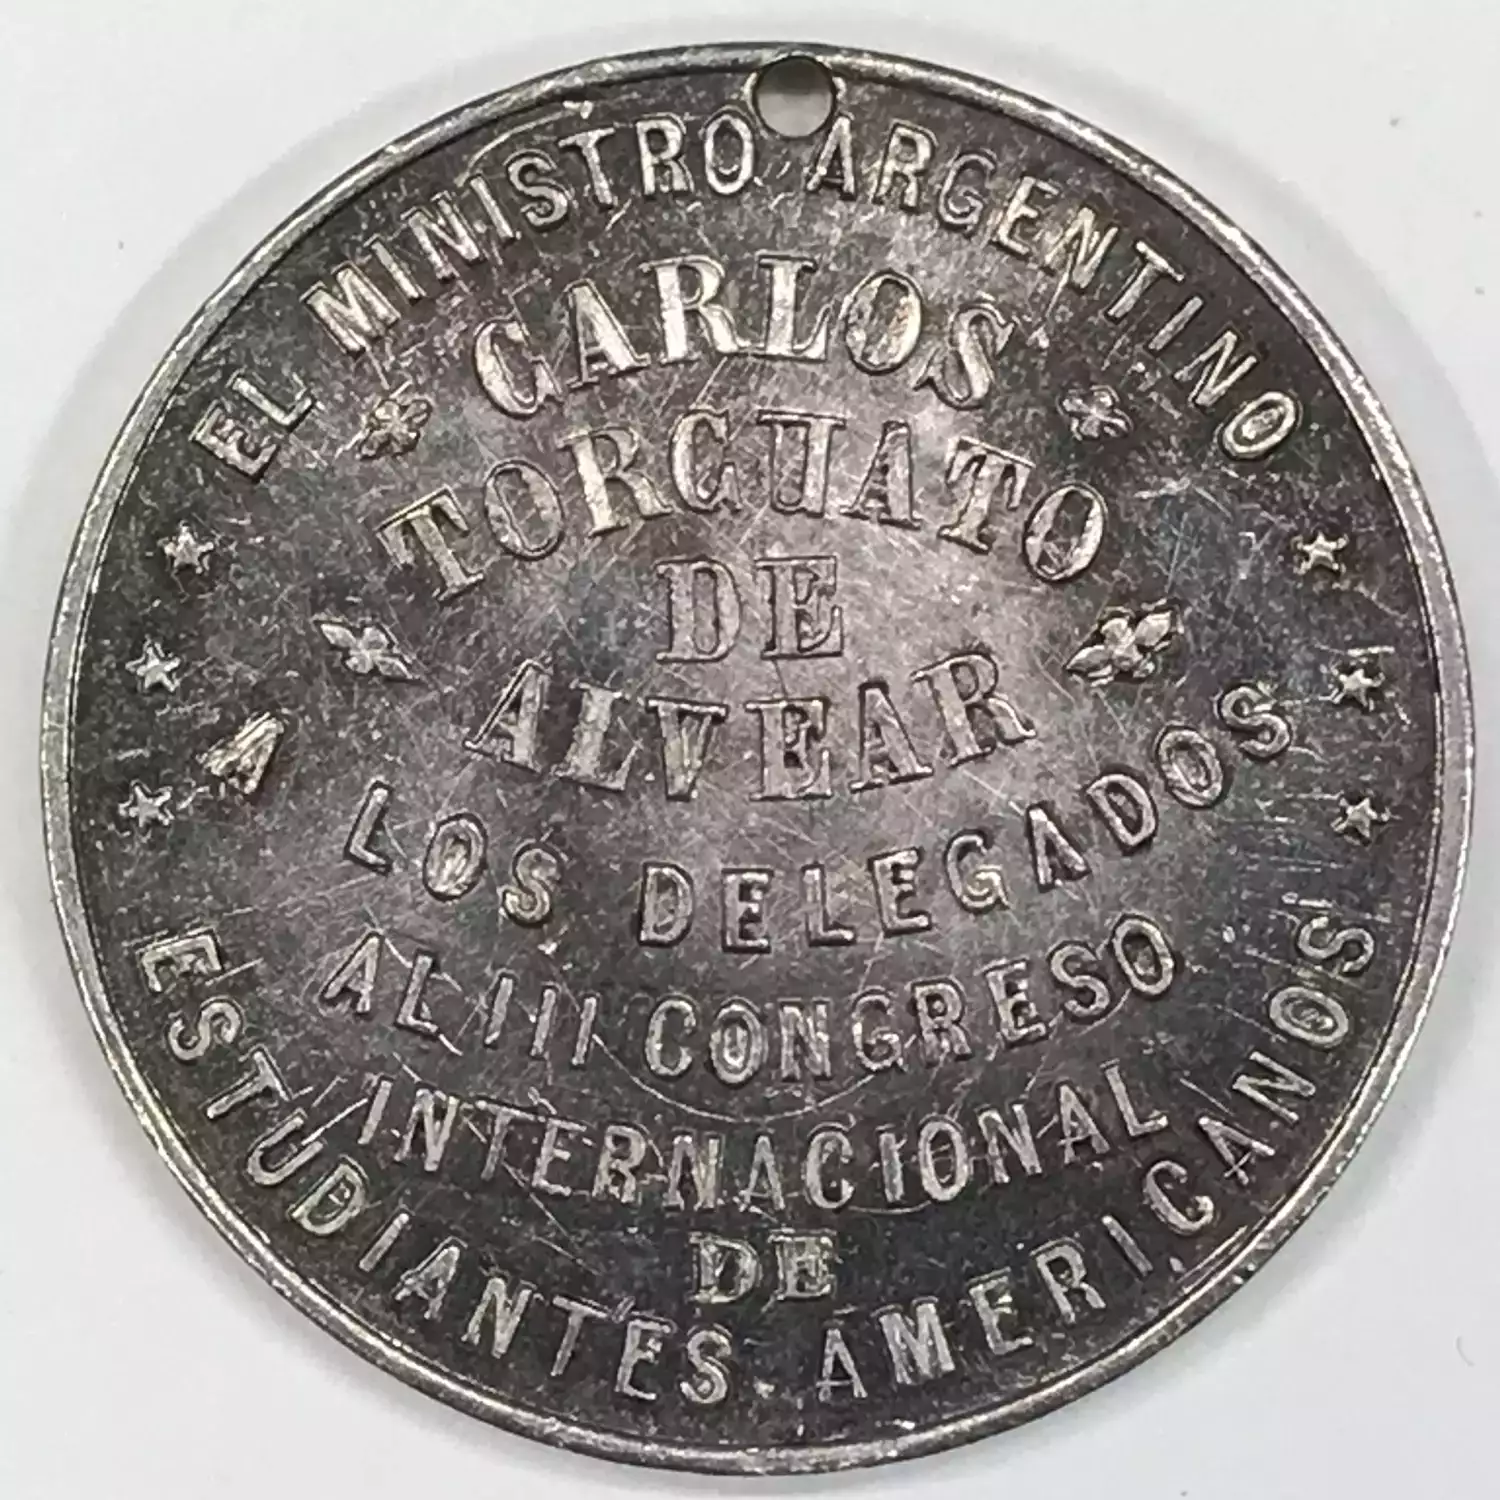 EL MINISTRO ARGENTINO
CARLOS
TORCUATO
DE
ALVEAR
A LOS DELEGADOS
AL III CONGRESO
INTERNACIONAL
DE
ESTUDIANTES AMERICANOS